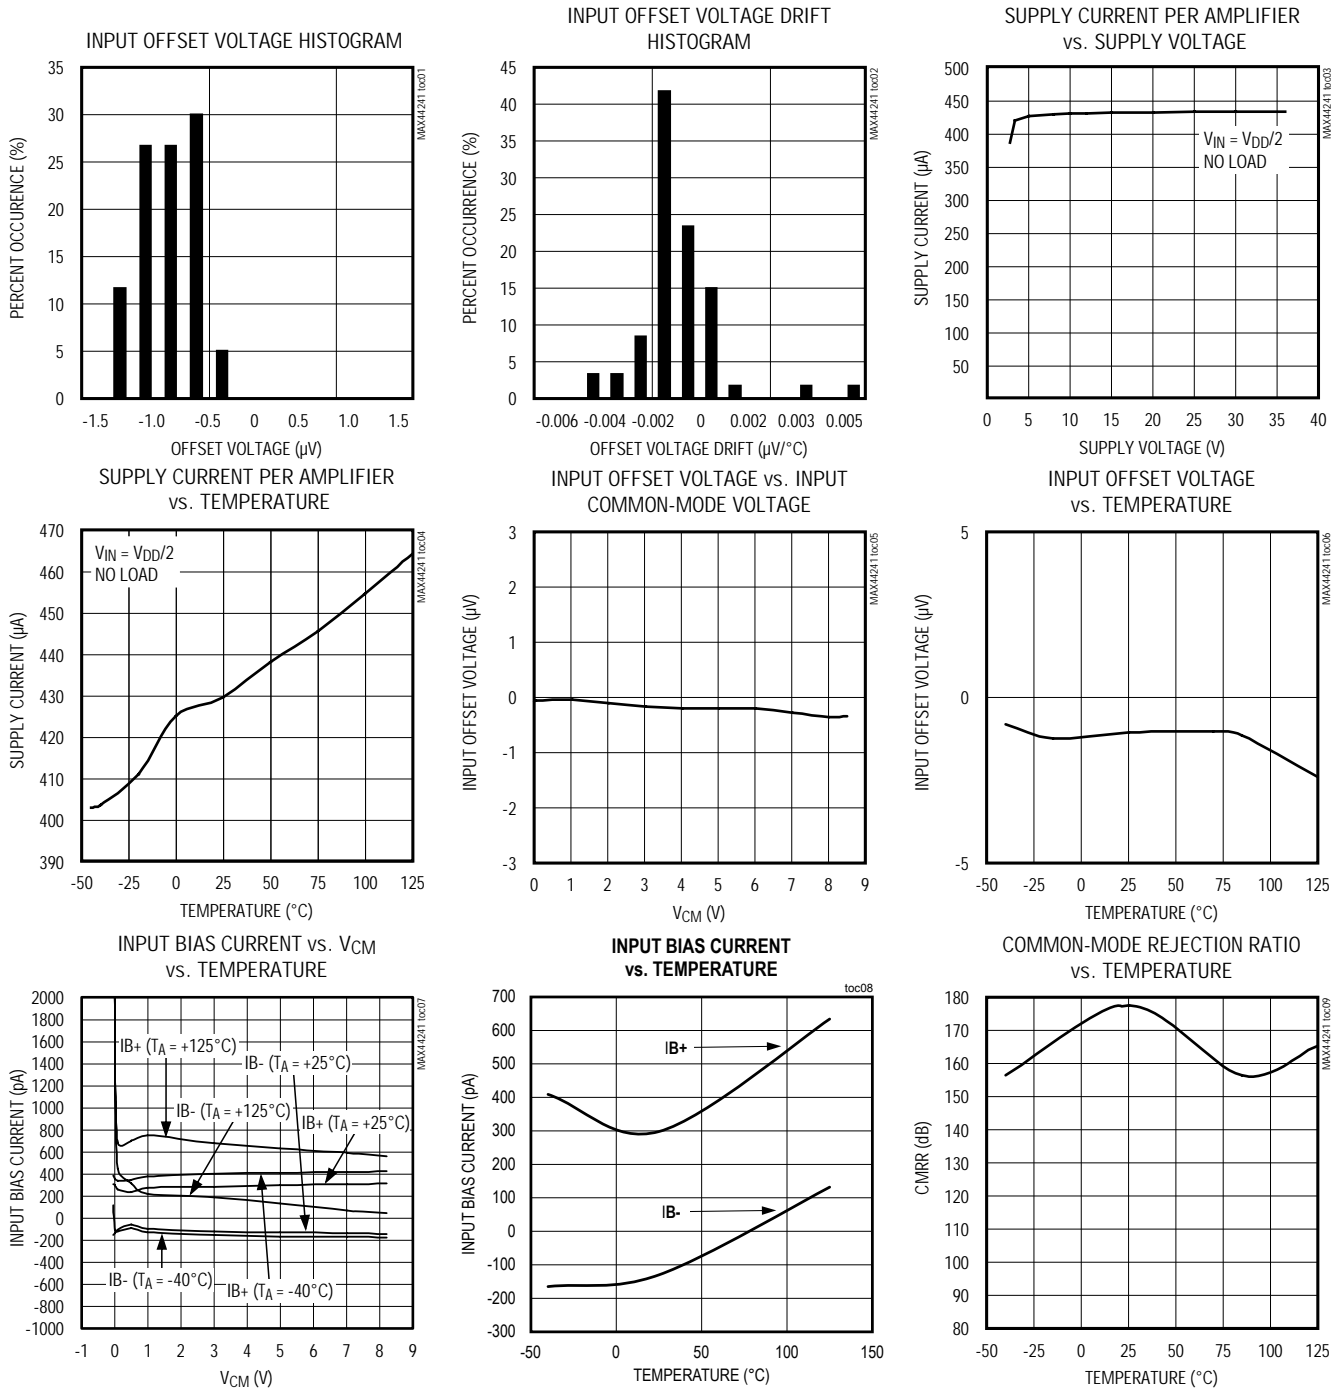 INPUT OFFSET VOLTAGE HISTOGRAM
35
30
25
20
15
10
5
0
PERCENT OCCURENCE (%)
-1.5 -1.0 -0.5 0 0.5 1.0 1.5
OFFSET VOLTAGE (µV)
MAX44241 toc01
INPUT OFFSET VOLTAGE DRIFT
HISTOGRAM
45
40
35
30
25
20
15
10
5
0
PERCENT OCCURRENCE (%)
-0.006 -0.004 -0.002 0 0.002 0.003 0.005
OFFSET VOLTAGE DRIFT (µV/°C)
MAX44241 toc02
SUPPLY CURRENT PER AMPLIFIER
vs. SUPPLY VOLTAGE
500
450
400
350
300
250
200
150
100
50
SUPPLY CURRENT (µA)
VIN = VDD/2
NO LOAD
0 5 10 15 20 25 30 35 40
SUPPLY VOLTAGE (V)
MAX44241 toc03
SUPPLY CURRENT PER AMPLIFIER
vs. TEMPERATURE
470
460
450
440
430
420
410
400
390
SUPPLY CURRENT (µA)
VIN = VDD/2
NO LOAD
-50 -25 0 25 50 75 100 125
TEMPERATURE (°C)
MAX44241 toc04
INPUT OFFSET VOLTAGE vs. INPUT
COMMON-MODE VOLTAGE
3
2
1
0
-1
-2
-3
INPUT OFFSET VOLTAGE (µV)
0 1 2 3 4 5 6 7 8 9
VCM (V)
MAX44241 toc05
INPUT OFFSET VOLTAGE
vs. TEMPERATURE
5
0
-5
INPUT OFFSET VOLTAGE (µV)
-50 -25 0 25 50 75 100 125
TEMPERATURE (°C)
MAX44241 toc06
INPUT BIAS CURRENT vs. VCM
vs. TEMPERATURE
2000
1800
1600
1400
1200
1000
800
600
400
200
0
-200
-400
-600
-800
-1000
INPUT BIAS CURRENT (pA)
IB+ (TA = +125°C)
IB- (TA = +25°C)
IB- (TA = +125°C)
IB+ (TA = +25°C)
IB- (TA = -40°C)
IB+ (TA = -40°C)
-1 0 1 2 3 4 5 6 7 8 9
VCM (V)
MAX44241 toc07
INPUT BIAS CURRENT
vs. TEMPERATURE
toc08
700
600
500
400
300
200
100
0
-100
-200
-300
INPUT BIAS CURRENT (pA)
IB+
IB-
-50 0 50 100 150
TEMPERATURE (°C)
COMMON-MODE REJECTION RATIO
vs. TEMPERATURE
180
170
160
150
140
130
120
110
100
90
80
CMRR (dB)
-50 -25 0 25 50 75 100 125
TEMPERATURE (°C)
MAX44241 toc09